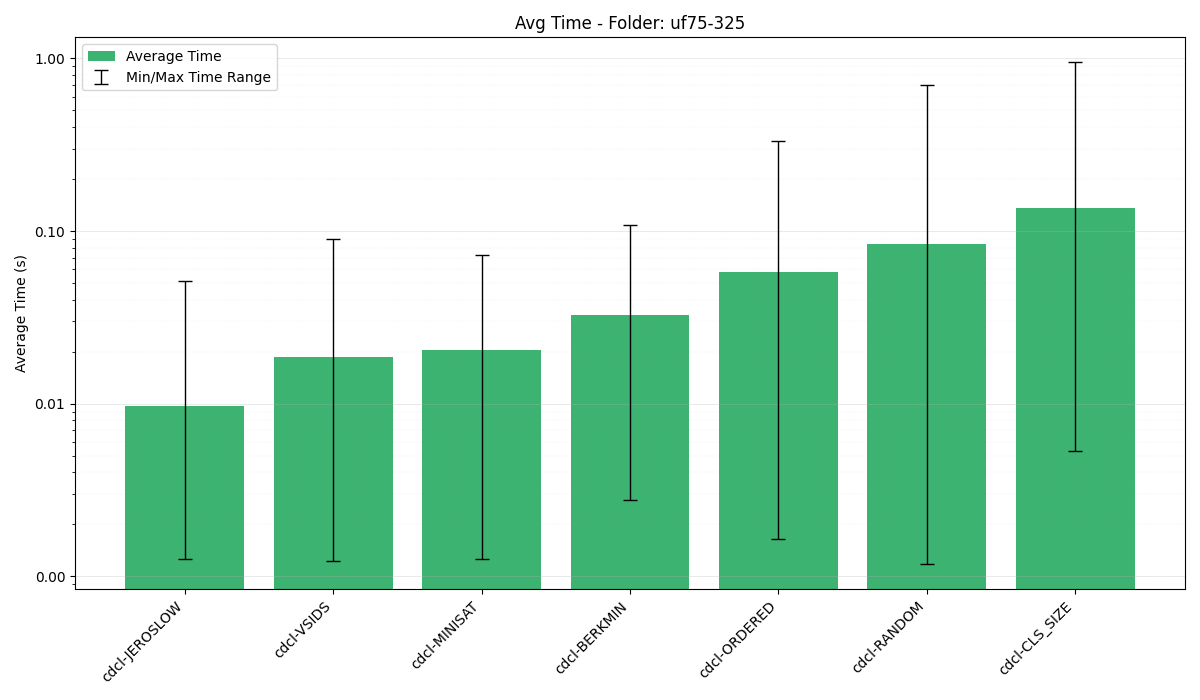 Avg Time - Folder: uf75-325
Average Time
Min/Max Time Range
Average Time (s)
1.00
0.10
0.01
0.00
cdcl-JEROSLOW
cdcl-VSIDS
cdcl-MINISAT
cdcl-BERKMIN
cdcl-ORDERED
cdcl-RANDOM
cdcl-CLS_SIZE